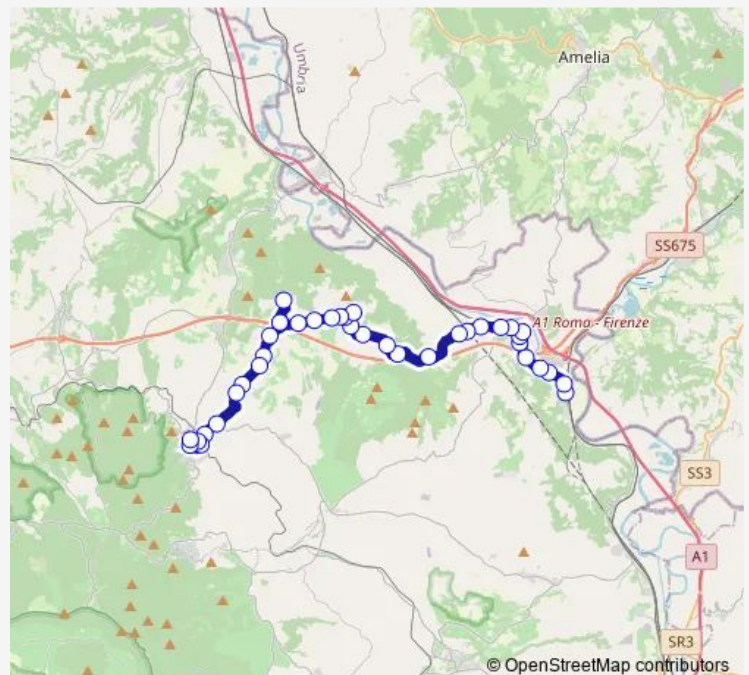 Umbria
Amelia
SS675
A1 Roma - Firenze
SS3
A1
SR3
© OpenStreetMap contributors